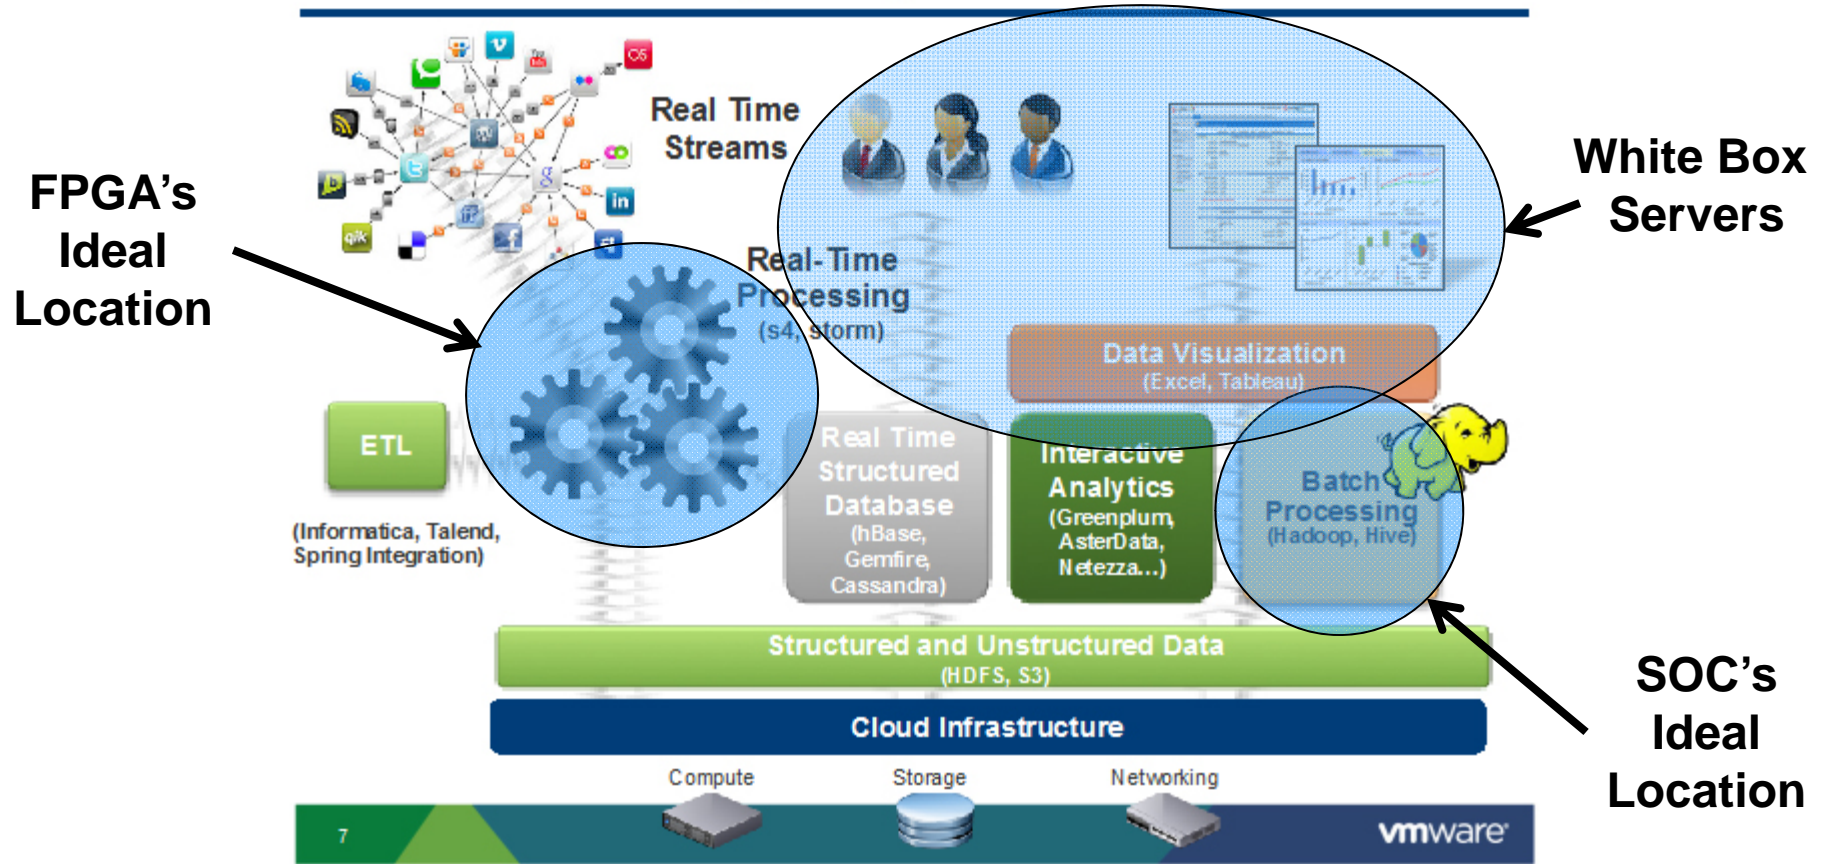 Real Time
Streams
FPGA's
Ideal
Location
White Box
Servers
Real-Time
Processing
(s4, storm)
Data Visualization
(Excel, Tableau)
ETL
(Informatica, Talend,
Spring Integration)
Real Time
Structured
Database
(hBase,
Gemfire,
Cassandra)
Interactive
Analytics
(Greenplum,
AsterData,
Netezza...)
Batch
Processing
(Hadoop, Hive)
Structured and Unstructured Data
(HDFS, S3)
Cloud Infrastructure
SOC's
Ideal
Location
Compute
Storage
Networking
7
vmware
qik
in